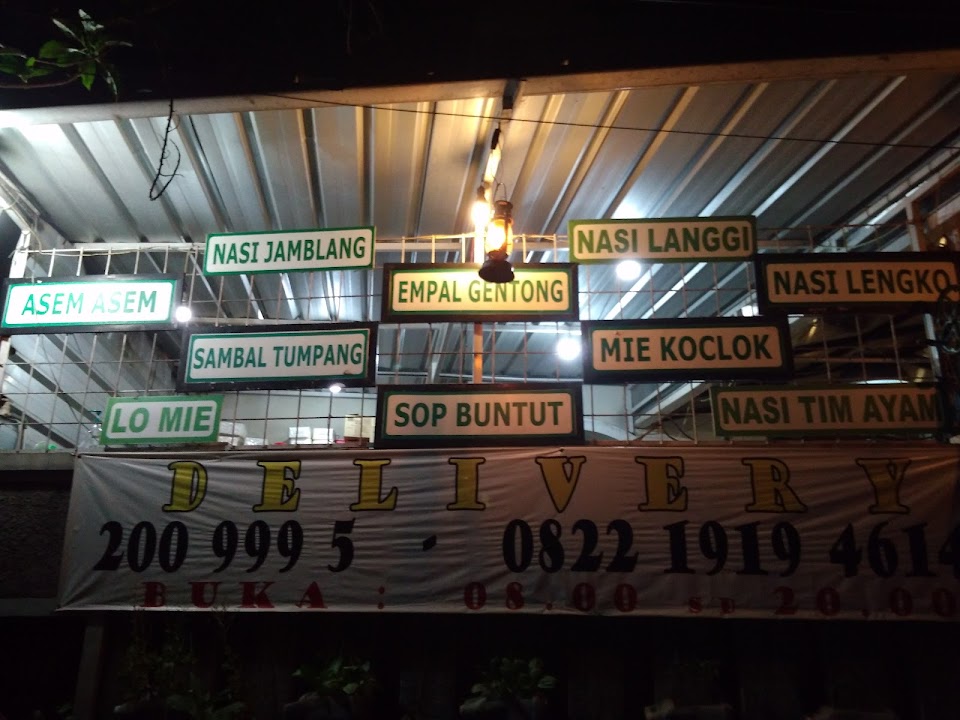 NASI JAMBLANG
NASI LANGGI
ASEM ASEM
EMPAL GENTONG
NASI LENGKO
SAMBAL TUMPANG
MIE KOCLOK
LO MIE
SOP BUNTUT
NASI TIM AYAM
DELIVERY
200 999 5 · 0822 1919 4614
BUKA : 08.00 sp 20.00